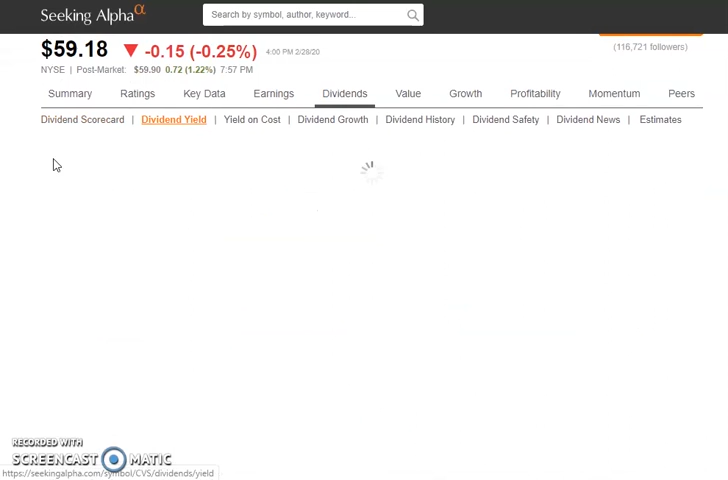 Seeking Alpha α
Search by symbol, author, keyword...
$59.18 ▼ -0.15 (-0.25%) 4:00 PM 2/28/20
(116,721 followers)
NYSE | Post-Market: $59.90 0.72 (1.22%) 7:57 PM
Summary Ratings Key Data Earnings Dividends Value Growth Profitability Momentum Peers
Dividend Scorecard | Dividend Yield | Yield on Cost | Dividend Growth | Dividend History | Dividend Safety | Dividend News | Estimates
RECORDED WITH
SCREENCAST MATIC
https://seekingalpha.com/symbol/CVS/dividends/yield